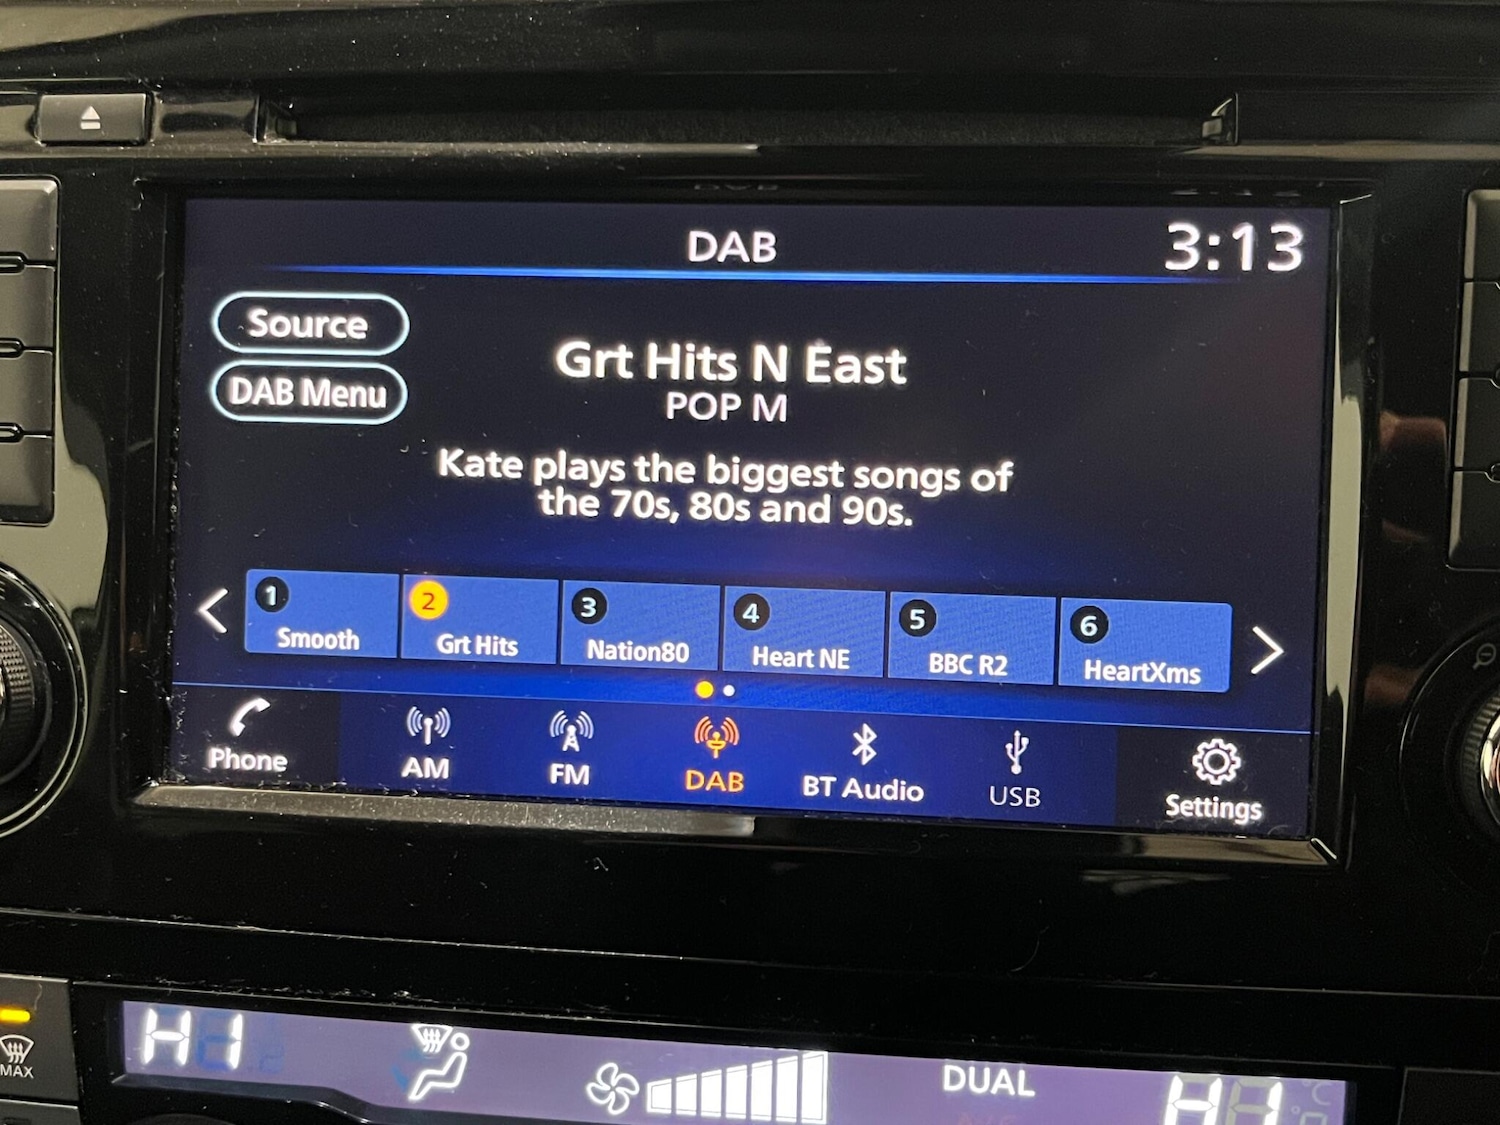 DAB
3:13
Source
Grt Hits N East
DAB Menu
POP M
Kate plays the biggest songs of
the 70s, 80s and 90s.
1
2
3
4
5
6
Smooth
Grt Hits
Nation80
Heart NE
BBC R2
HeartXms
Phone
AM
FM
DAB
BT Audio
USB
Settings
MAX
HI
DUAL
HI